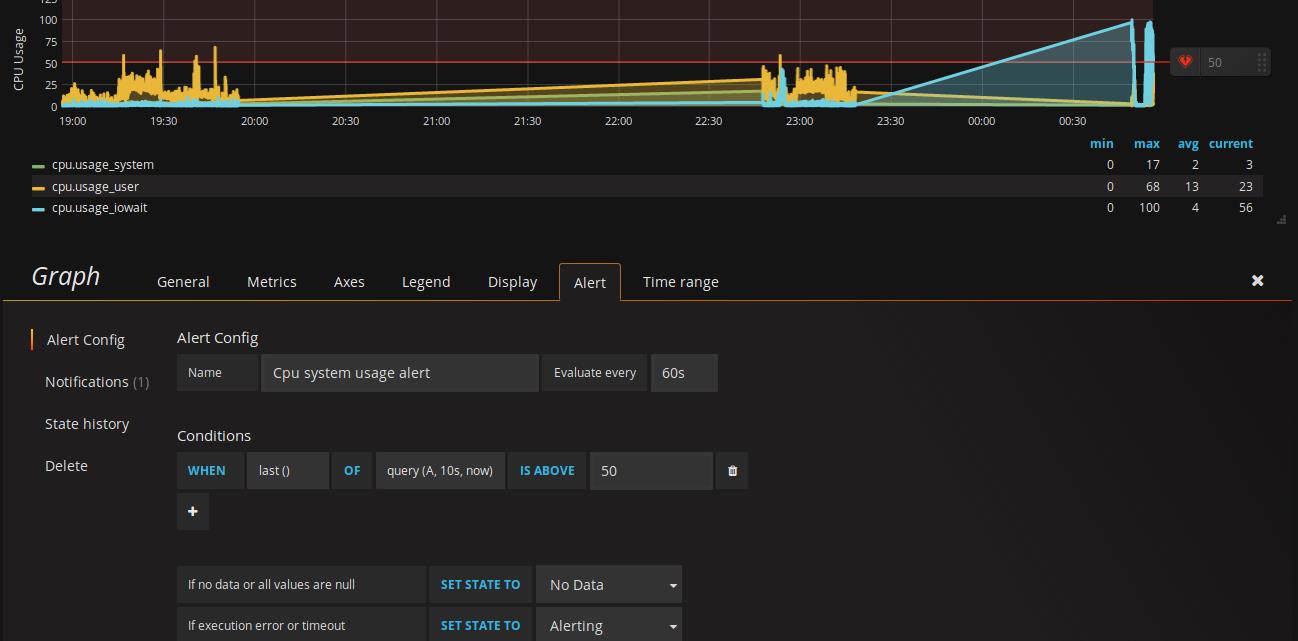 125
100
75
50
25
0
CPU Usage
50
19:00 19:30 20:00 20:30 21:00 21:30 22:00 22:30 23:00 23:30 00:00 00:30
min max avg current
cpu.usage_system 0 17 2 3
cpu.usage_user 0 68 13 23
cpu.usage_iowait 0 100 4 56
Graph General Metrics Axes Legend Display Alert Time range
Alert Config
Notifications (1)
State history
Delete
Alert Config
Name Cpu system usage alert Evaluate every 60s
Conditions
WHEN last () OF query (A, 10s, now) IS ABOVE 50
If no data or all values are null SET STATE TO No Data
If execution error or timeout SET STATE TO Alerting